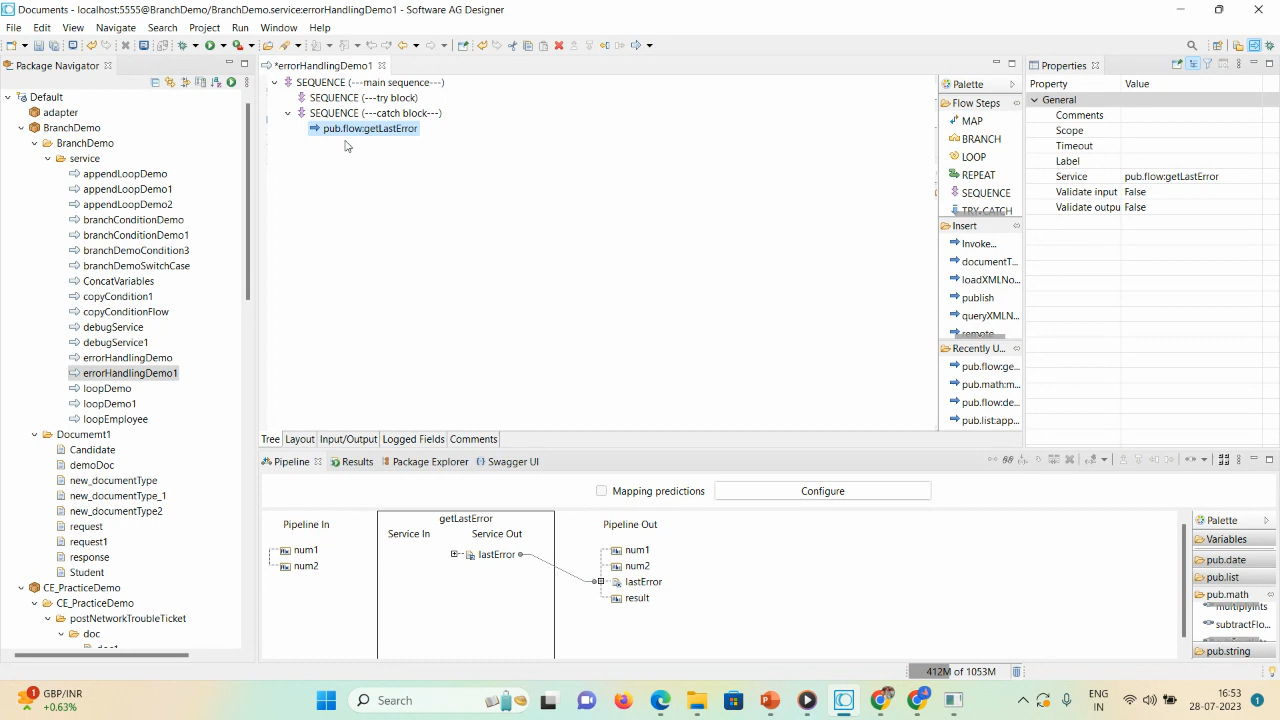 Documents - localhost:5555@BranchDemo/BranchDemo.service:errorHandlingDemo1 - Software AG Designer
File Edit View Navigate Search Project Run Window Help
Package Navigator
Default
adapter
BranchDemo
BranchDemo
service
appendLoopDemo
appendLoopDemo1
appendLoopDemo2
branchConditionDemo
branchConditionDemo1
branchDemoCondition3
branchDemoSwitchCase
ConcatVariables
copyCondition1
copyConditionFlow
debugService
debugService1
errorHandlingDemo
errorHandlingDemo1
loopDemo
loopDemo1
loopEmployee
Documemt1
Candidate
demoDoc
new_documentType
new_documentType_1
new_documentType2
request
request1
response
Student
CE_PracticeDemo
CE_PracticeDemo
postNetworkTroubleTicket
doc
doc1
*errorHandlingDemo1
SEQUENCE (---main sequence---)
SEQUENCE (---try block)
SEQUENCE (---catch block---)
pub.flow:getLastError
Palette
Flow Steps
MAP
BRANCH
LOOP
REPEAT
SEQUENCE
TRY-CATCH
Insert
Invoke...
documentT...
loadXMLNo...
publish
queryXMLN...
remote
Recently U...
pub.flow:ge...
pub.math:m...
pub.flow:de...
pub.list:app...
Tree Layout Input/Output Logged Fields Comments
Properties
Property Value
General
Comments
Scope
Timeout
Label
Service pub.flow:getLastError
Validate input False
Validate outpu False
Pipeline Results Package Explorer Swagger UI
Mapping predictions Configure
Pipeline In
num1
num2
getLastError
Service In Service Out
lastError
Pipeline Out
num1
num2
lastError
result
Palette
Variables
pub.date
pub.list
pub.math
multiplyInts
subtractFlo...
pub.string
412M of 1053M
1
GBP/INR
+0.63%
Search
ENG
IN
16:53
28-07-2023
1